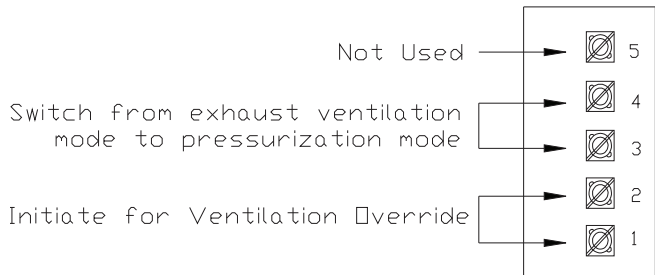 Not Used
5
Switch from exhaust ventilation
4
mode to pressurization mode
3
2
Initiate for Ventilation Override
1